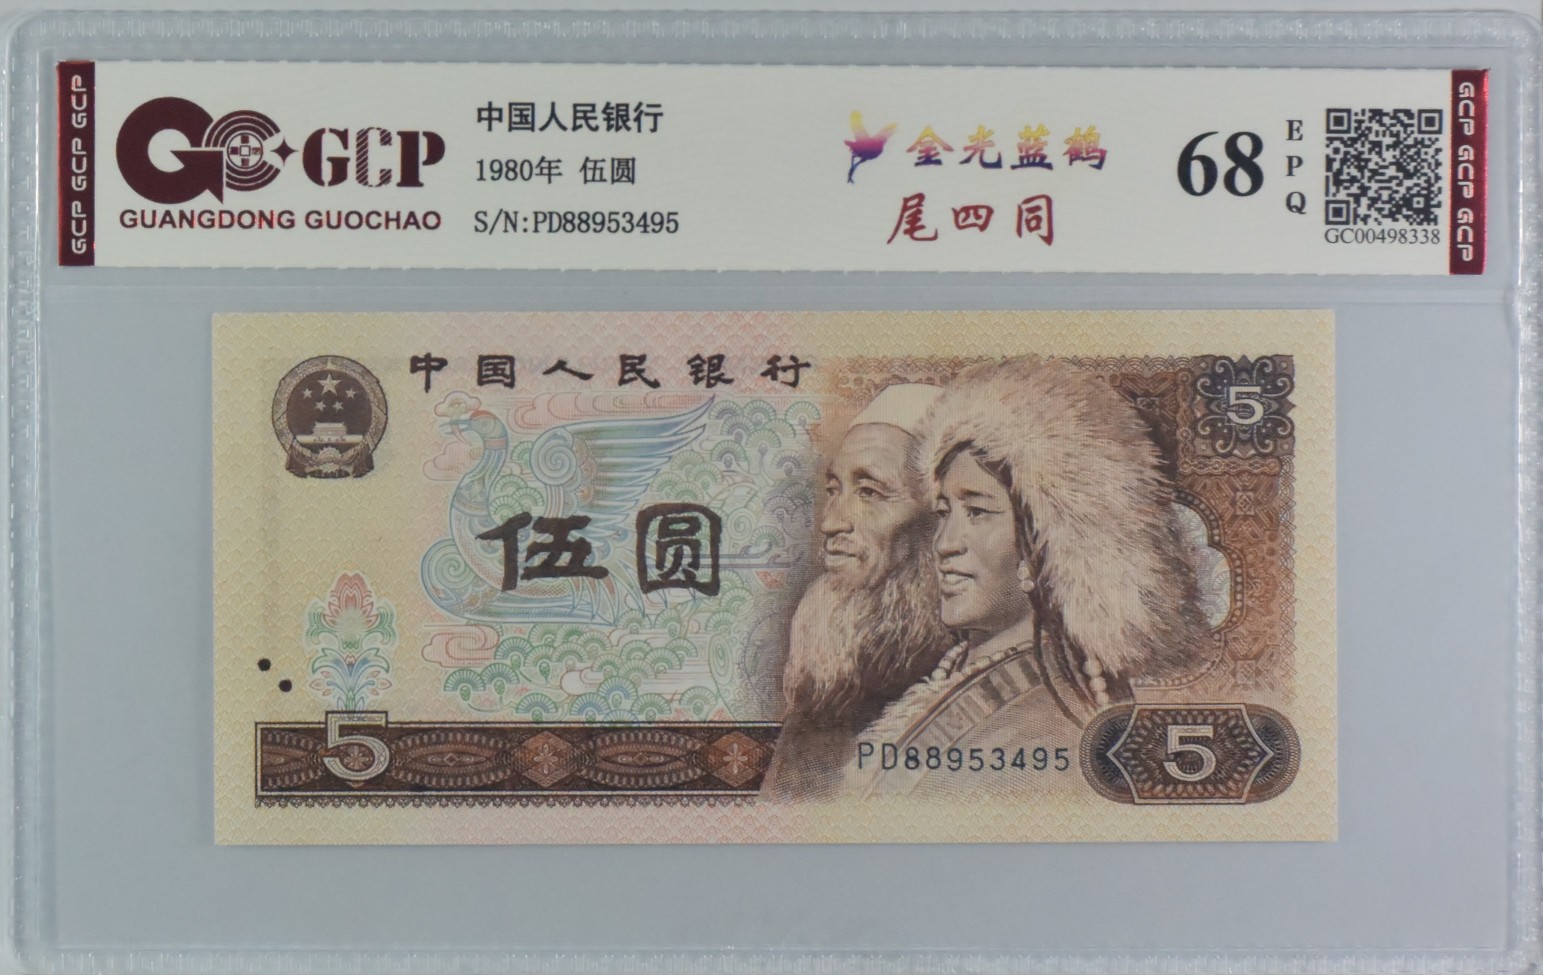 GCP GCP GCP
GCP
GUANGDONG GUOCHAO
中国人民银行
1980年 伍圆
S/N:PD88953495
金光蓝鹤
尾四同
68
EPQ
GC00498338
GCP GCP GCP
中国人民银行
5
伍圆
5
PD88953495
5